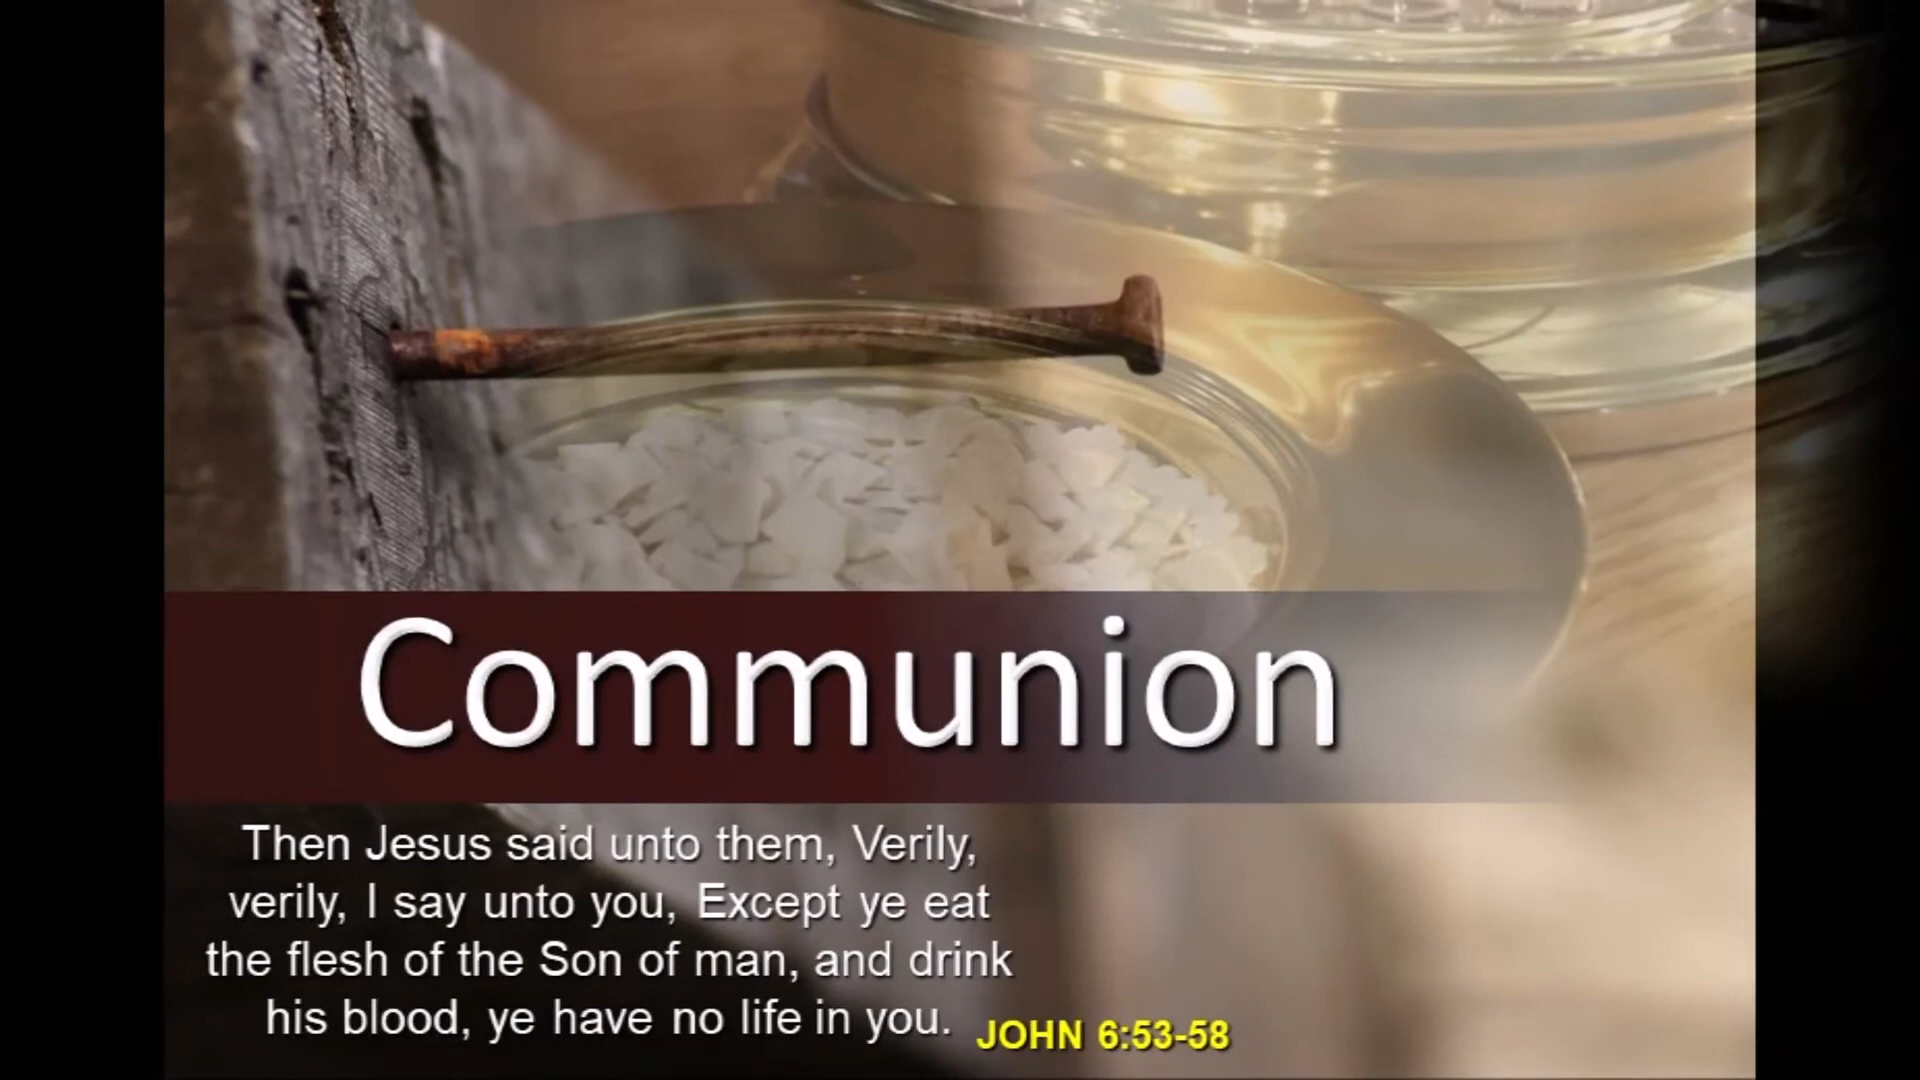 Communion
Then Jesus said unto them, Verily,
verily, I say unto you, Except ye eat
the flesh of the Son of man, and drink
his blood, ye have no life in you.
JOHN 6:53-58